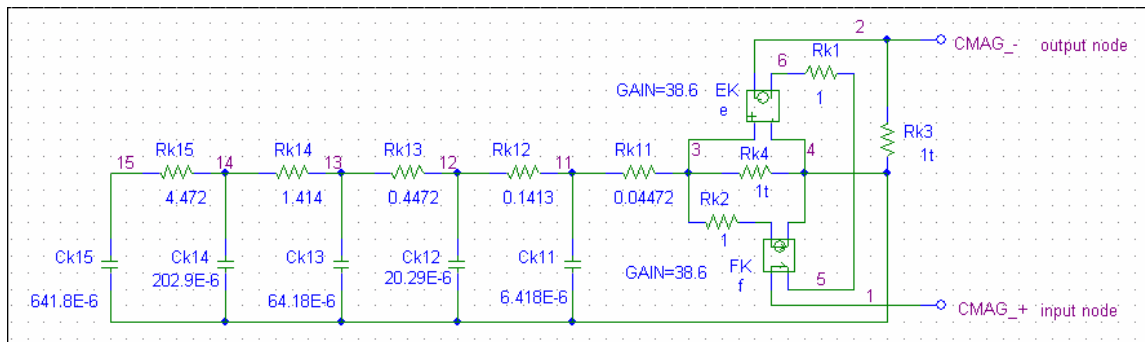 2
CMAG_-  output node
Rk1
6
GAIN=38.6
EK
e
1
Rk3
1t
15
Rk15
14
Rk14
13
Rk13
12
Rk12
11
Rk11
3
Rk4
4
4.472
1.414
0.4472
0.1413
0.04472
1t
Rk2
1
Ck15
Ck14
202.9E-6
Ck13
Ck12
20.29E-6
Ck11
GAIN=38.6
FK
f
5
641.8E-6
64.18E-6
6.418E-6
1
CMAG_+  input node